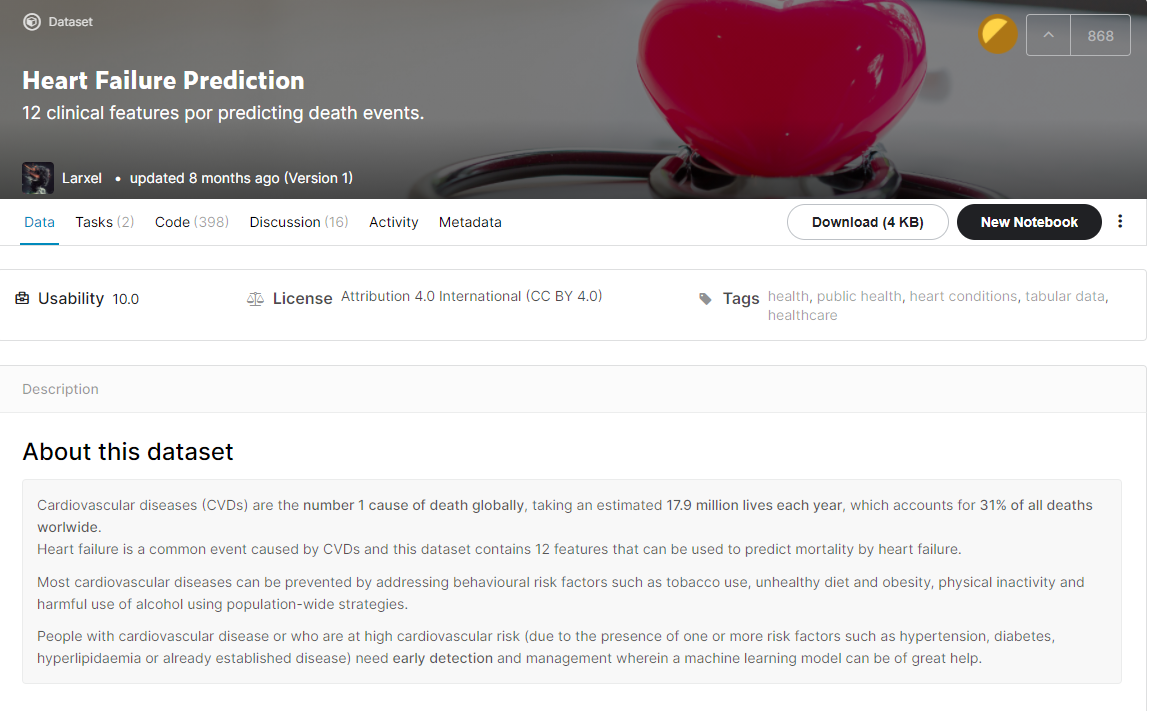 Dataset
868
Heart Failure Prediction
12 clinical features por predicting death events.
Larxel • updated 8 months ago (Version 1)
Data Tasks (2) Code (398) Discussion (16) Activity Metadata Download (4 KB) New Notebook
Usability 10.0 License Attribution 4.0 International (CC BY 4.0) Tags health, public health, heart conditions, tabular data,
healthcare
Description
About this dataset
Cardiovascular diseases (CVDs) are the number 1 cause of death globally, taking an estimated 17.9 million lives each year, which accounts for 31% of all deaths
worlwide.
Heart failure is a common event caused by CVDs and this dataset contains 12 features that can be used to predict mortality by heart failure.
Most cardiovascular diseases can be prevented by addressing behavioural risk factors such as tobacco use, unhealthy diet and obesity, physical inactivity and
harmful use of alcohol using population-wide strategies.
People with cardiovascular disease or who are at high cardiovascular risk (due to the presence of one or more risk factors such as hypertension, diabetes,
hyperlipidaemia or already established disease) need early detection and management wherein a machine learning model can be of great help.